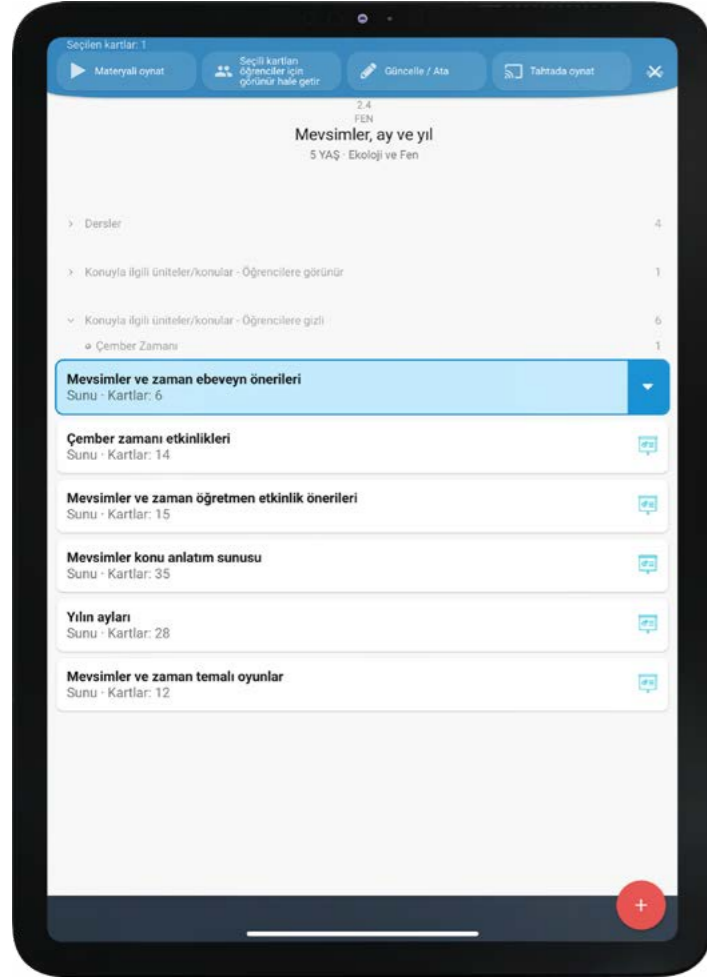 Seçilen kartlar: 1
Materyali oynat
Seçili kartları
öğrenciler için
görünür hale getir
Güncelle / Ata
Tahtada oynat
2.4
FEN
Mevsimler, ay ve yıl
5 YAŞ · Ekoloji ve Fen
Dersler 4
Konuyla ilgili üniteler/konular - Öğrencilere görünür 1
Konuyla ilgili üniteler/konular - Öğrencilere gizli 6
Çember Zamanı 1
Mevsimler ve zaman ebeveyn önerileri
Sunu · Kartlar: 6
Çember zamanı etkinlikleri
Sunu · Kartlar: 14
Mevsimler ve zaman öğretmen etkinlik önerileri
Sunu · Kartlar: 15
Mevsimler konu anlatım sunusu
Sunu · Kartlar: 35
Yılın ayları
Sunu · Kartlar: 28
Mevsimler ve zaman temalı oyunlar
Sunu · Kartlar: 12